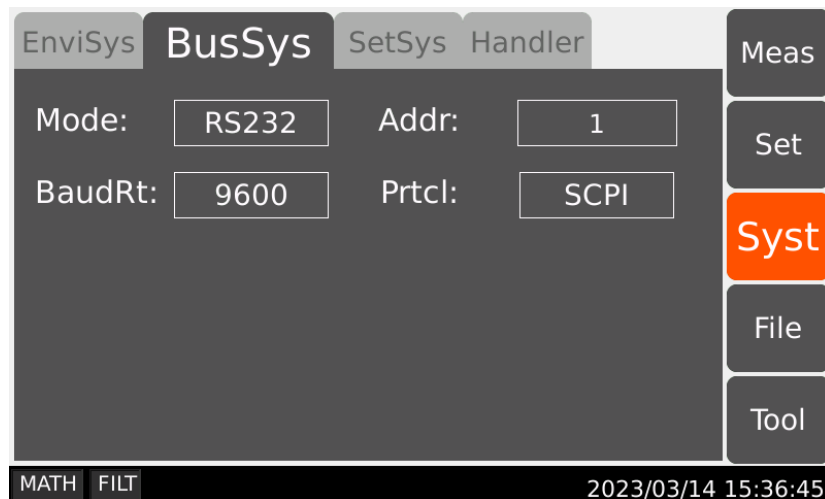 EnviSys BusSys SetSys Handler
Mode: RS232 Addr: 1
BaudRt: 9600 Prtcl: SCPI
Meas
Set
Syst
File
Tool
MATH FILT 2023/03/14 15:36:45